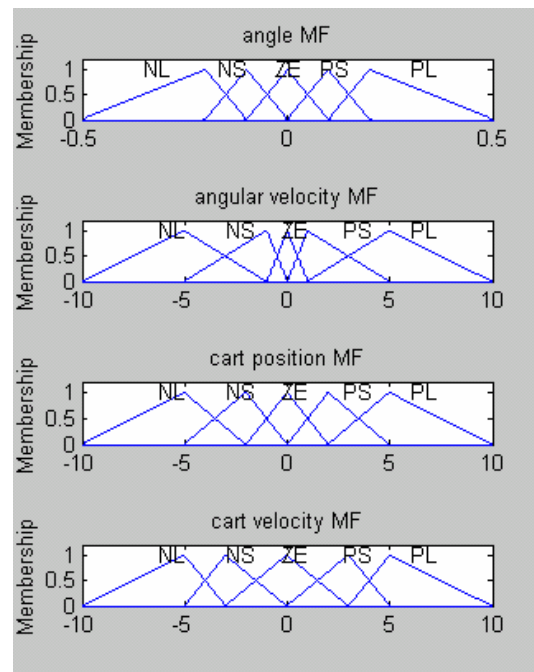 angle MF
NL NS ZE PS PL
Membership
1
0.5
0
-0.5 0 0.5
angular velocity MF
NL NS ZE PS PL
Membership
1
0.5
0
-10 -5 0 5 10
cart position MF
NL NS ZE PS PL
Membership
1
0.5
0
-10 -5 0 5 10
cart velocity MF
NL NS ZE PS PL
Membership
1
0.5
0
-10 -5 0 5 10